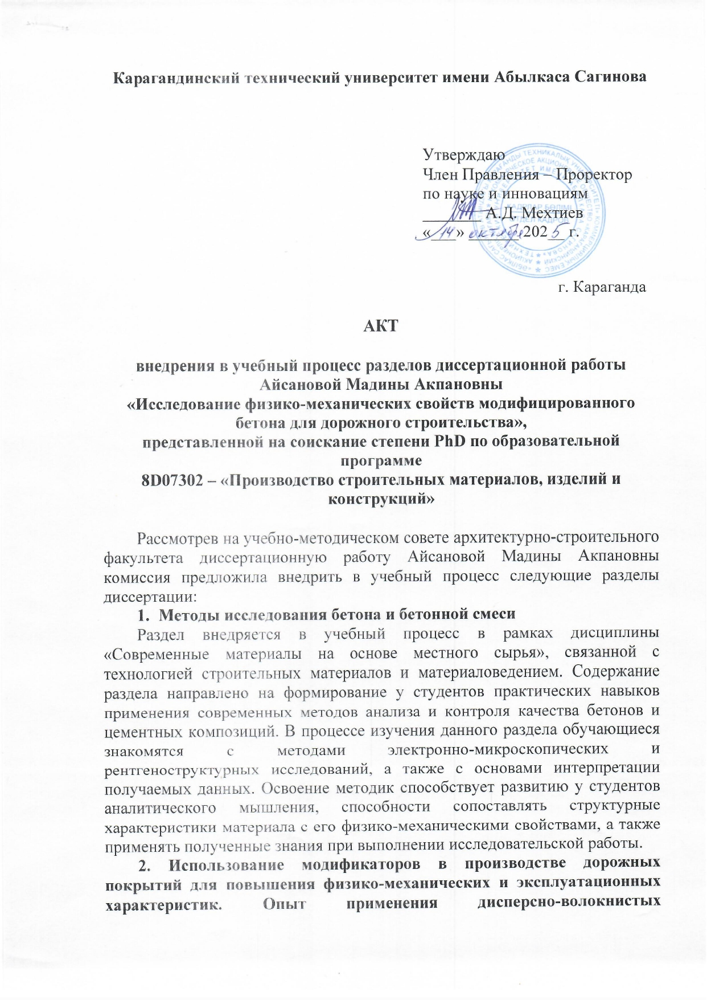 Карагандинский технический университет имени Абылкаса Сагинова
Утверждаю
Член Правления – Проректор
по науке и инновациям
А.Д. Мехтиев
«14» октября 2025 г.
КАДРЛАР БӨЛІМІ
ОТДЕЛ КАДРОВ
г. Караганда
АКТ
внедрения в учебный процесс разделов диссертационной работы
Айсановой Мадины Акпановны
«Исследование физико-механических свойств модифицированного
бетона для дорожного строительства»,
представленной на соискание степени PhD по образовательной
программе
8D07302 – «Производство строительных материалов, изделий и
конструкций»
Рассмотрев на учебно-методическом совете архитектурно-строительного
факультета диссертационную работу Айсановой Мадины Акпановны
комиссия предложила внедрить в учебный процесс следующие разделы
диссертации:
1. Методы исследования бетона и бетонной смеси
Раздел внедряется в учебный процесс в рамках дисциплины
«Современные материалы на основе местного сырья», связанной с
технологией строительных материалов и материаловедением. Содержание
раздела направлено на формирование у студентов практических навыков
применения современных методов анализа и контроля качества бетонов и
цементных композиций. В процессе изучения данного раздела обучающиеся
знакомятся с методами электронно-микроскопических и
рентгеноструктурных исследований, а также с основами интерпретации
получаемых данных. Освоение методик способствует развитию у студентов
аналитического мышления, способности сопоставлять структурные
характеристики материала с его физико-механическими свойствами, а также
применять полученные знания при выполнении исследовательской работы.
2. Использование модификаторов в производстве дорожных
покрытий для повышения физико-механических и эксплуатационных
характеристик. Опыт применения дисперсно-волокнистых